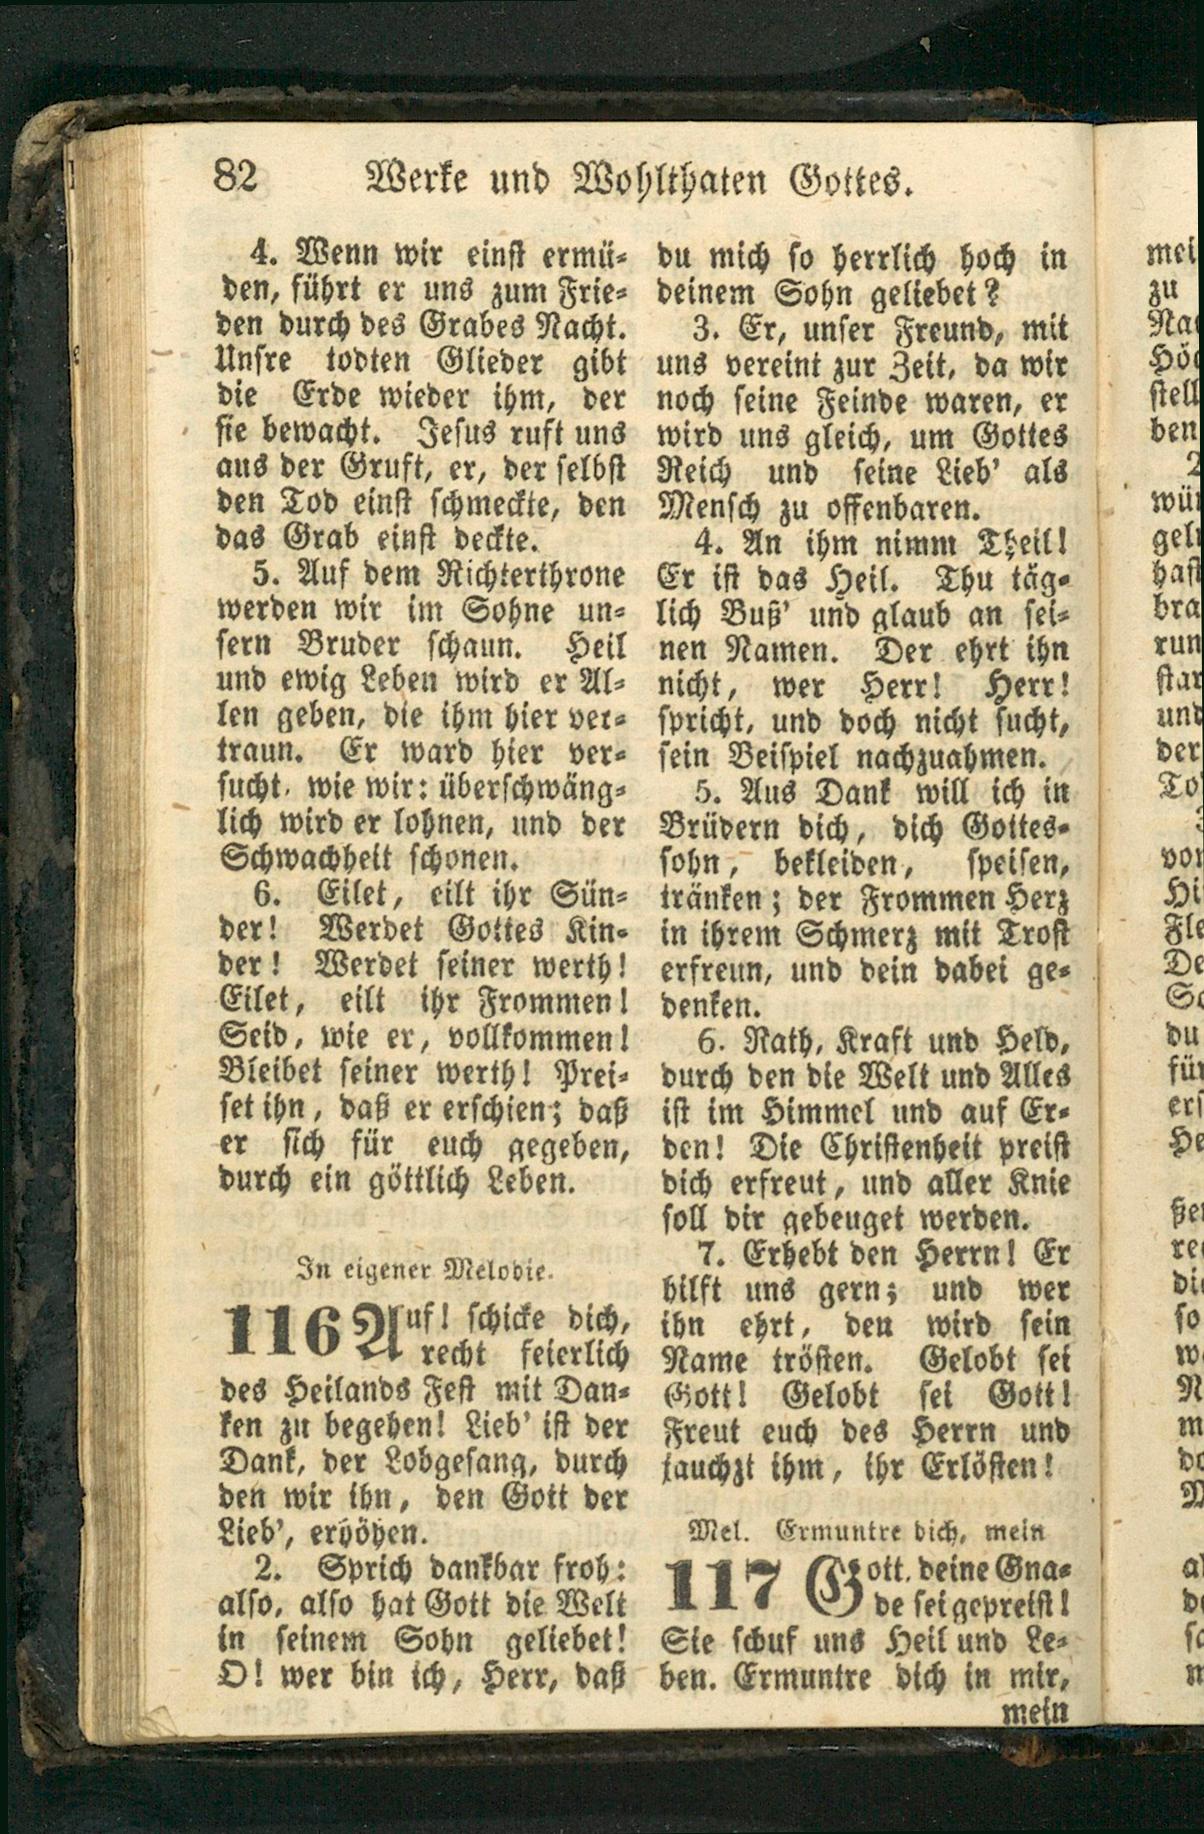 82 Werke und Wohlthaten Gottes.
4. Wenn wir einst ermü-
den, führt er uns zum Frie-
den durch des Grabes Nacht.
Unsre todten Glieder gibt
die Erde wieder ihm, der
sie bewacht. Jesus ruft uns
aus der Gruft, er, der selbst
den Tod einst schmeckte, den
das Grab einst deckte.
5. Auf dem Richterthrone
werden wir im Sohne un-
sern Bruder schaun. Heil
und ewig Leben wird er Al-
len geben, die ihm hier ver-
traun. Er ward hier ver-
sucht, wie wir: überschwäng-
lich wird er lohnen, und der
Schwachheit schonen.
6. Eilet, eilt ihr Sün-
der! Werdet Gottes Kin-
der! Werdet seiner werth!
Eilet, eilt ihr Frommen!
Seid, wie er, vollkommen!
Bleibet seiner werth! Prei-
set ihn, daß er erschien; daß
er sich für euch gegeben,
durch ein göttlich Leben.
In eigener Melodie.
116 Auf! schicke dich,
recht feierlich
des Heilands Fest mit Dan-
ken zu begehen! Lieb' ist der
Dank, der Lobgesang, durch
den wir ihn, den Gott der
Lieb', erhöhen.
2. Sprich dankbar froh:
also, also hat Gott die Welt
in seinem Sohn geliebet!
O! wer bin ich, Herr, daß
du mich so herrlich hoch in
deinem Sohn geliebet?
3. Er, unser Freund, mit
uns vereint zur Zeit, da wir
noch seine Feinde waren, er
wird uns gleich, um Gottes
Reich und seine Lieb' als
Mensch zu offenbaren.
4. An ihm nimm Theil!
Er ist das Heil. Thu täg-
lich Buß' und glaub an sei-
nen Namen. Der ehrt ihn
nicht, wer Herr! Herr!
spricht, und doch nicht sucht,
sein Beispiel nachzuahmen.
5. Aus Dank will ich in
Brüdern dich, dich Gottes-
sohn, bekleiden, speisen,
tränken; der Frommen Herz
in ihrem Schmerz mit Trost
erfreun, und dein dabei ge-
denken.
6. Rath, Kraft und Held,
durch den die Welt und Alles
ist im Himmel und auf Er-
den! Die Christenheit preist
dich erfreut, und aller Knie
soll dir gebeuget werden.
7. Erhebt den Herrn! Er
hilft uns gern; und wer
ihn ehrt, den wird sein
Name trösten. Gelobt sei
Gott! Gelobt sei Gott!
Freut euch des Herrn und
jauchzt ihm, ihr Erlösten!
Mel. Ermuntre dich, mein
117 Gott, deine Gna-
de sei gepreist!
Sie schuf uns Heil und Le-
ben. Ermuntre dich in mir,
mein